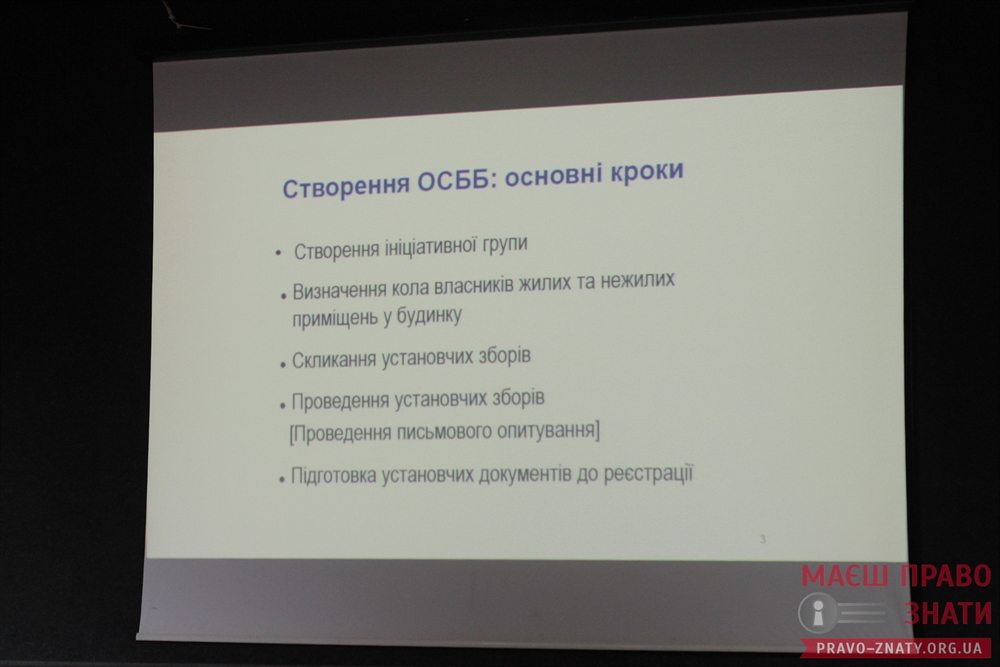 Створення ОСББ: основні кроки
• Створення ініціативної групи
• Визначення кола власників жилих та нежилих
приміщень у будинку
• Скликання установчих зборів
• Проведення установчих зборів
[Проведення письмового опитування]
• Підготовка установчих документів до реєстрації
3
МАЄШ ПРАВО
ЗНАТИ
PRAVO-ZNATY.ORG.UA